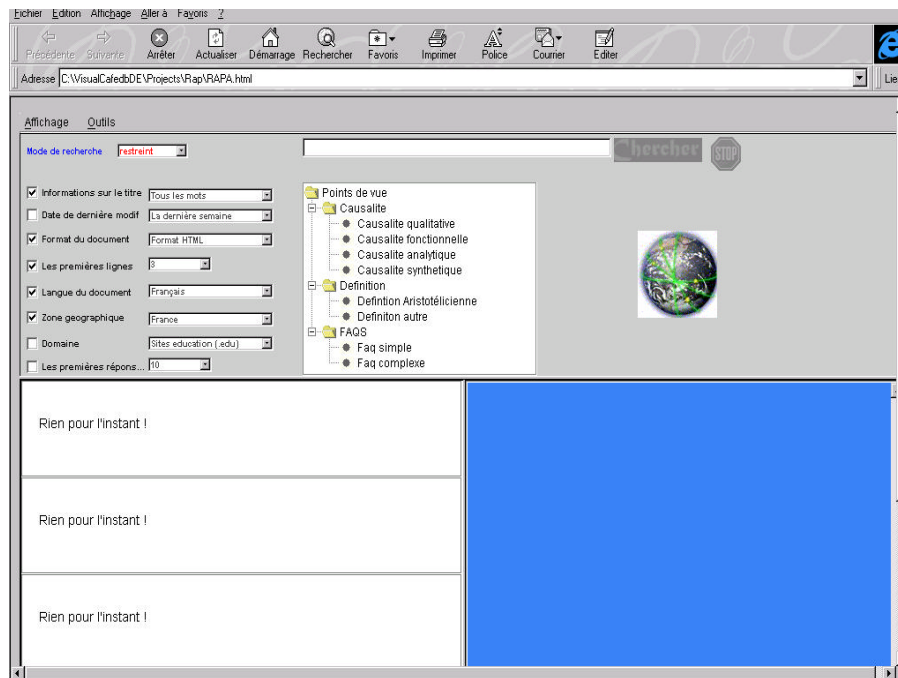 Fichier Edition Affichage Aller à Favoris ?
Précédente Suivante Arrêter Actualiser Démarrage Rechercher Favoris Imprimer Police Courrier Editer
Adresse C:\VisualCafedbDE\Projects\Rap\RAPA.html Lie
Affichage Outils
Mode de recherche restreint Chercher STOP
Informations sur le titre Tous les mots
Date de dernière modif La dernière semaine
Format du document Format HTML
Les premières lignes 3
Langue du document Français
Zone geographique France
Domaine Sites education (.edu)
Les premières répons... 10
Points de vue
Causalite
Causalite qualitative
Causalite fonctionnelle
Causalite analytique
Causalite synthetique
Definition
Defintion Aristotélicienne
Definiton autre
FAQS
Faq simple
Faq complexe
Rien pour l'instant !
Rien pour l'instant !
Rien pour l'instant !